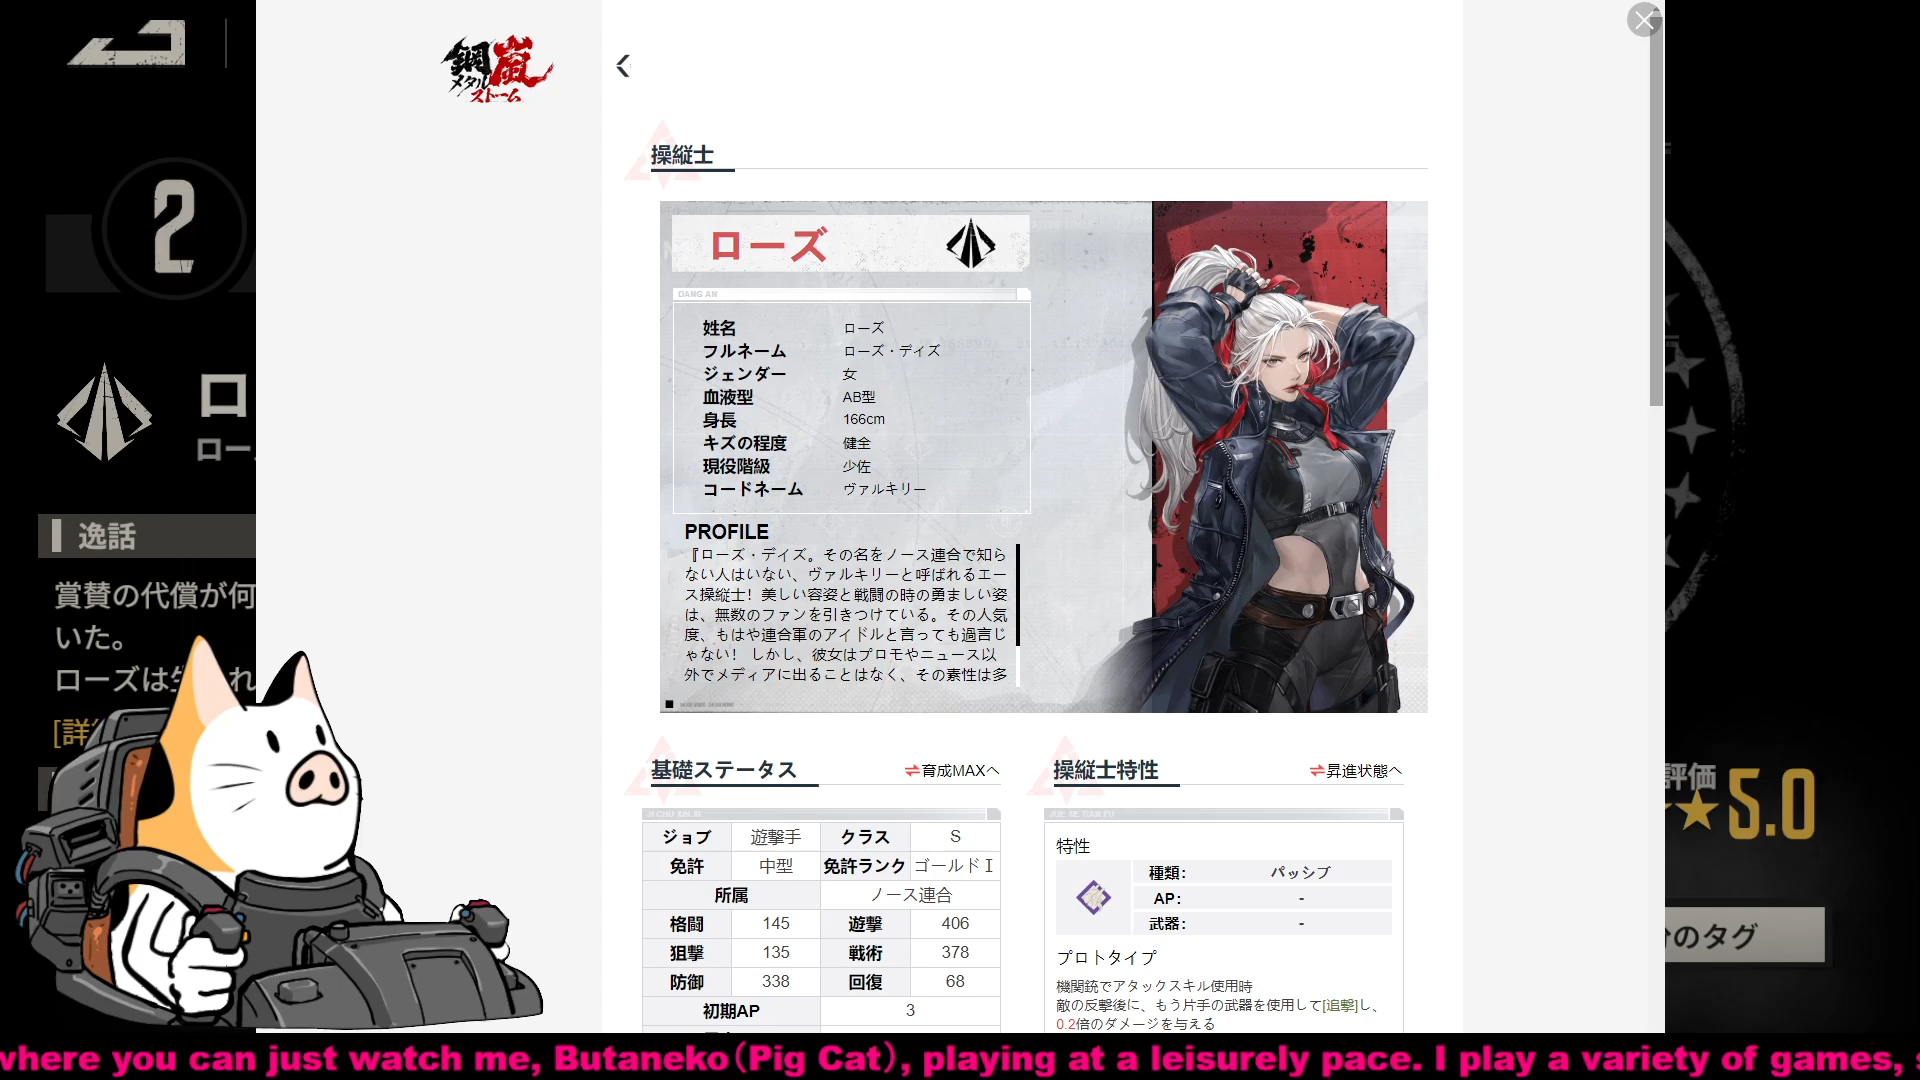 鋼嵐
メタル
ストーム
操縦士
2
ローズ
DANG AN
姓名 ローズ
フルネーム ローズ・デイズ
ジェンダー 女
血液型 AB型
身長 166cm
キズの程度 健全
現役階級 少佐
コードネーム ヴァルキリー
PROFILE
『ローズ・デイズ。その名をノース連合で知ら
ない人はいない、ヴァルキリーと呼ばれるエー
ス操縦士！美しい容姿と戦闘の時の勇ましい姿
は、無数のファンを引きつけている。その人気
度、もはや連合軍のアイドルと言っても過言じ
ゃない！ しかし、彼女はプロモやニュース以
外でメディアに出ることはなく、その素性は多
ロ
ロー
逸話
賞賛の代償が何
いた。
ローズは生 れ
[詳
基礎ステータス
⇌育成MAXへ
JI CHU XIN XI
ジョブ 遊撃手 クラス S
免許 中型 免許ランク ゴールドⅠ
所属 ノース連合
格闘 145 遊撃 406
狙撃 135 戦術 378
防御 338 回復 68
初期AP 3
操縦士特性
⇌昇進状態へ
JUE SE TIAN FU
特性
種類： パッシブ
AP： -
武器： -
プロトタイプ
機関銃でアタックスキル使用時
敵の反撃後に、もう片手の武器を使用して[追撃]し、
0.2倍のダメージを与える
評価
★5.0
のタグ
where you can just watch me, Butaneko（Pig Cat）, playing at a leisurely pace. I play a variety of games, s